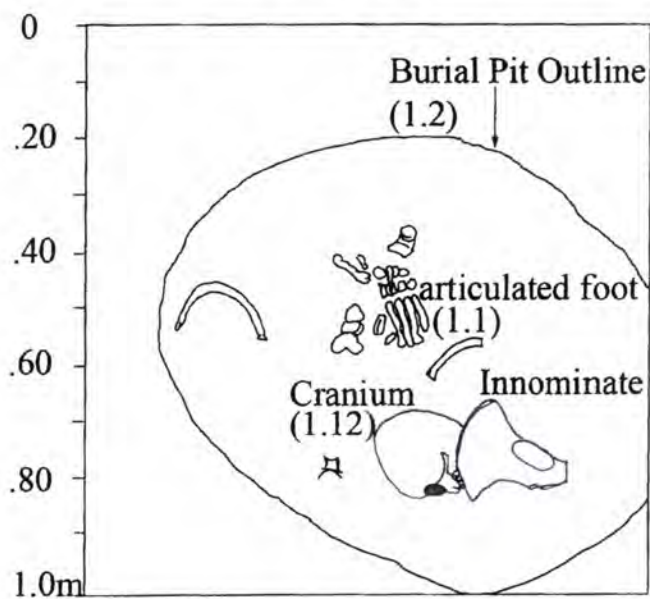 0
Burial Pit Outline
(1.2)
.20
.40
articulated foot
(1.1)
.60
Cranium
(1.12)
Innominate
.80
1.0m